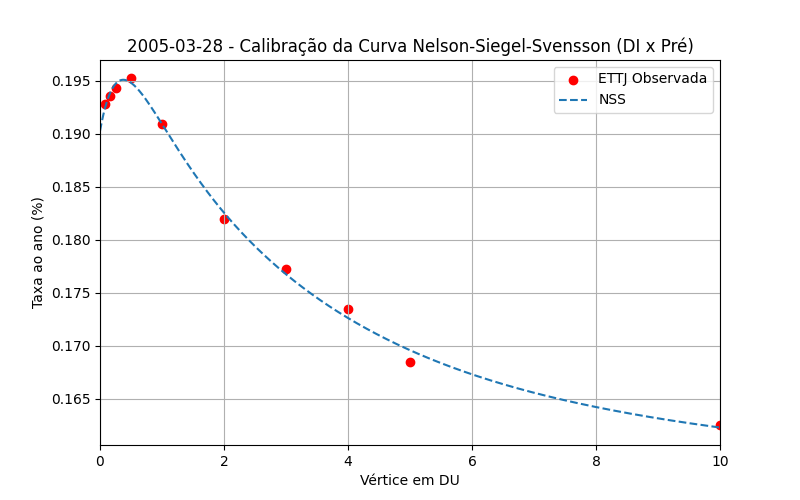 2005-03-28 - Calibração da Curva Nelson-Siegel-Svensson (DI x Pré)
ETTJ Observada
NSS
Taxa ao ano (%)
0.195
0.190
0.185
0.180
0.175
0.170
0.165
0 2 4 6 8 10
Vértice em DU